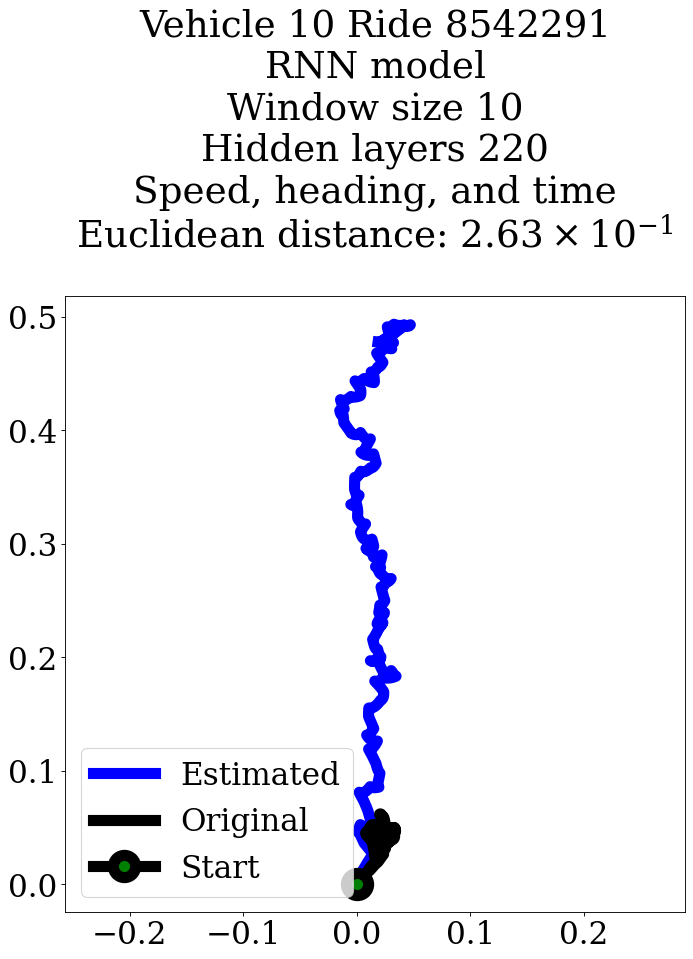 Vehicle 10 Ride 8542291
RNN model
Window size 10
Hidden layers 220
Speed, heading, and time
Euclidean distance: 2.63 × 10⁻¹
0.5
0.4
0.3
0.2
0.1
0.0
Estimated
Original
Start
−0.2 −0.1 0.0 0.1 0.2